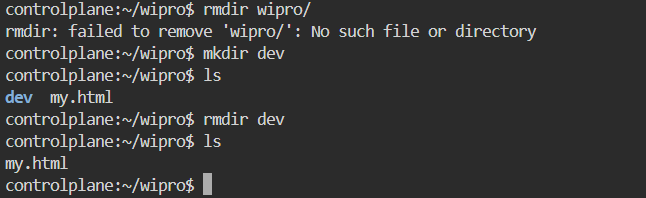 controlplane:~/wipro$ rmdir wipro/
rmdir: failed to remove 'wipro/': No such file or directory
controlplane:~/wipro$ mkdir dev
controlplane:~/wipro$ ls
dev  my.html
controlplane:~/wipro$ rmdir dev
controlplane:~/wipro$ ls
my.html
controlplane:~/wipro$